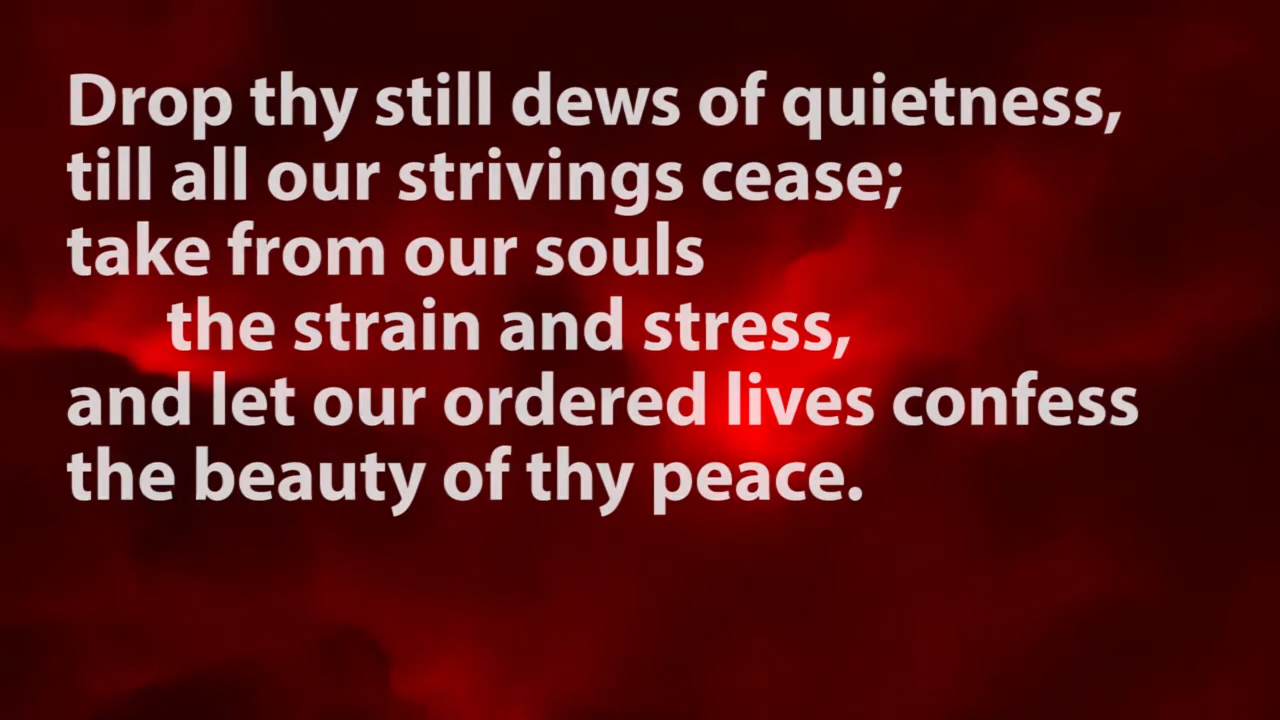 Drop thy still dews of quietness,
till all our strivings cease;
take from our souls
the strain and stress,
and let our ordered lives confess
the beauty of thy peace.